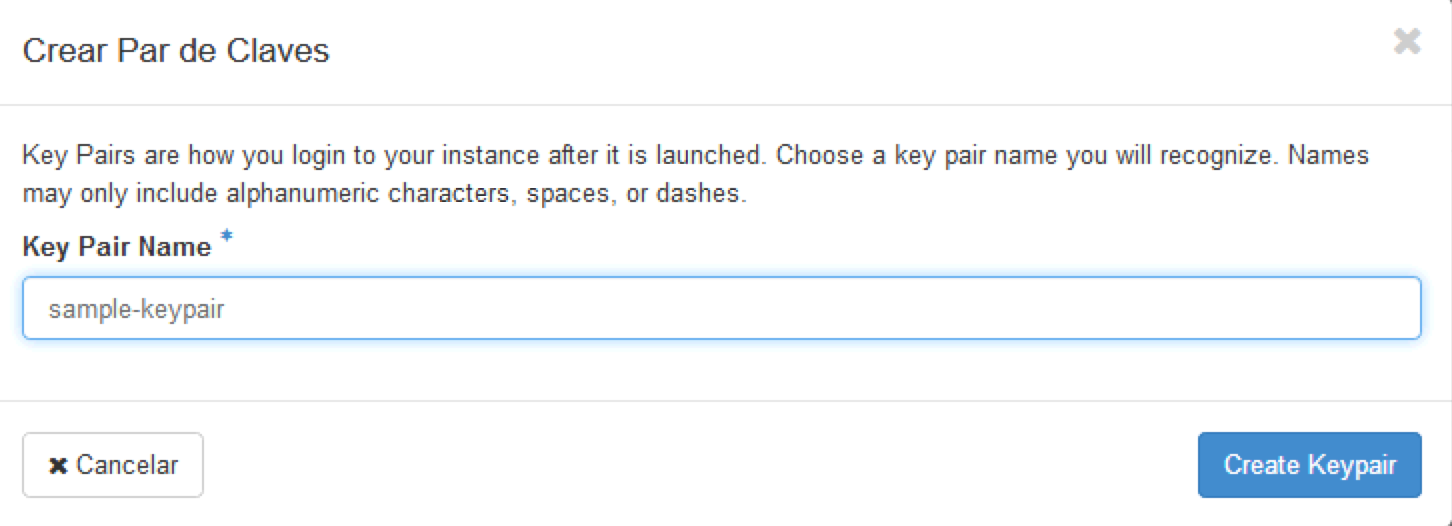 Crear Par de Claves
Key Pairs are how you login to your instance after it is launched. Choose a key pair name you will recognize. Names
may only include alphanumeric characters, spaces, or dashes.
Key Pair Name *
sample-keypair
✖ Cancelar
Create Keypair